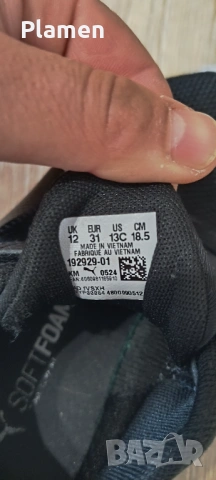 Plamen
UK EUR US CM
12 31 13C 18.5
MADE IN VIETNAM
FABRIQUÉ AU VIETNAM
192929-01
0524
SOFTFOAM
BAZAR